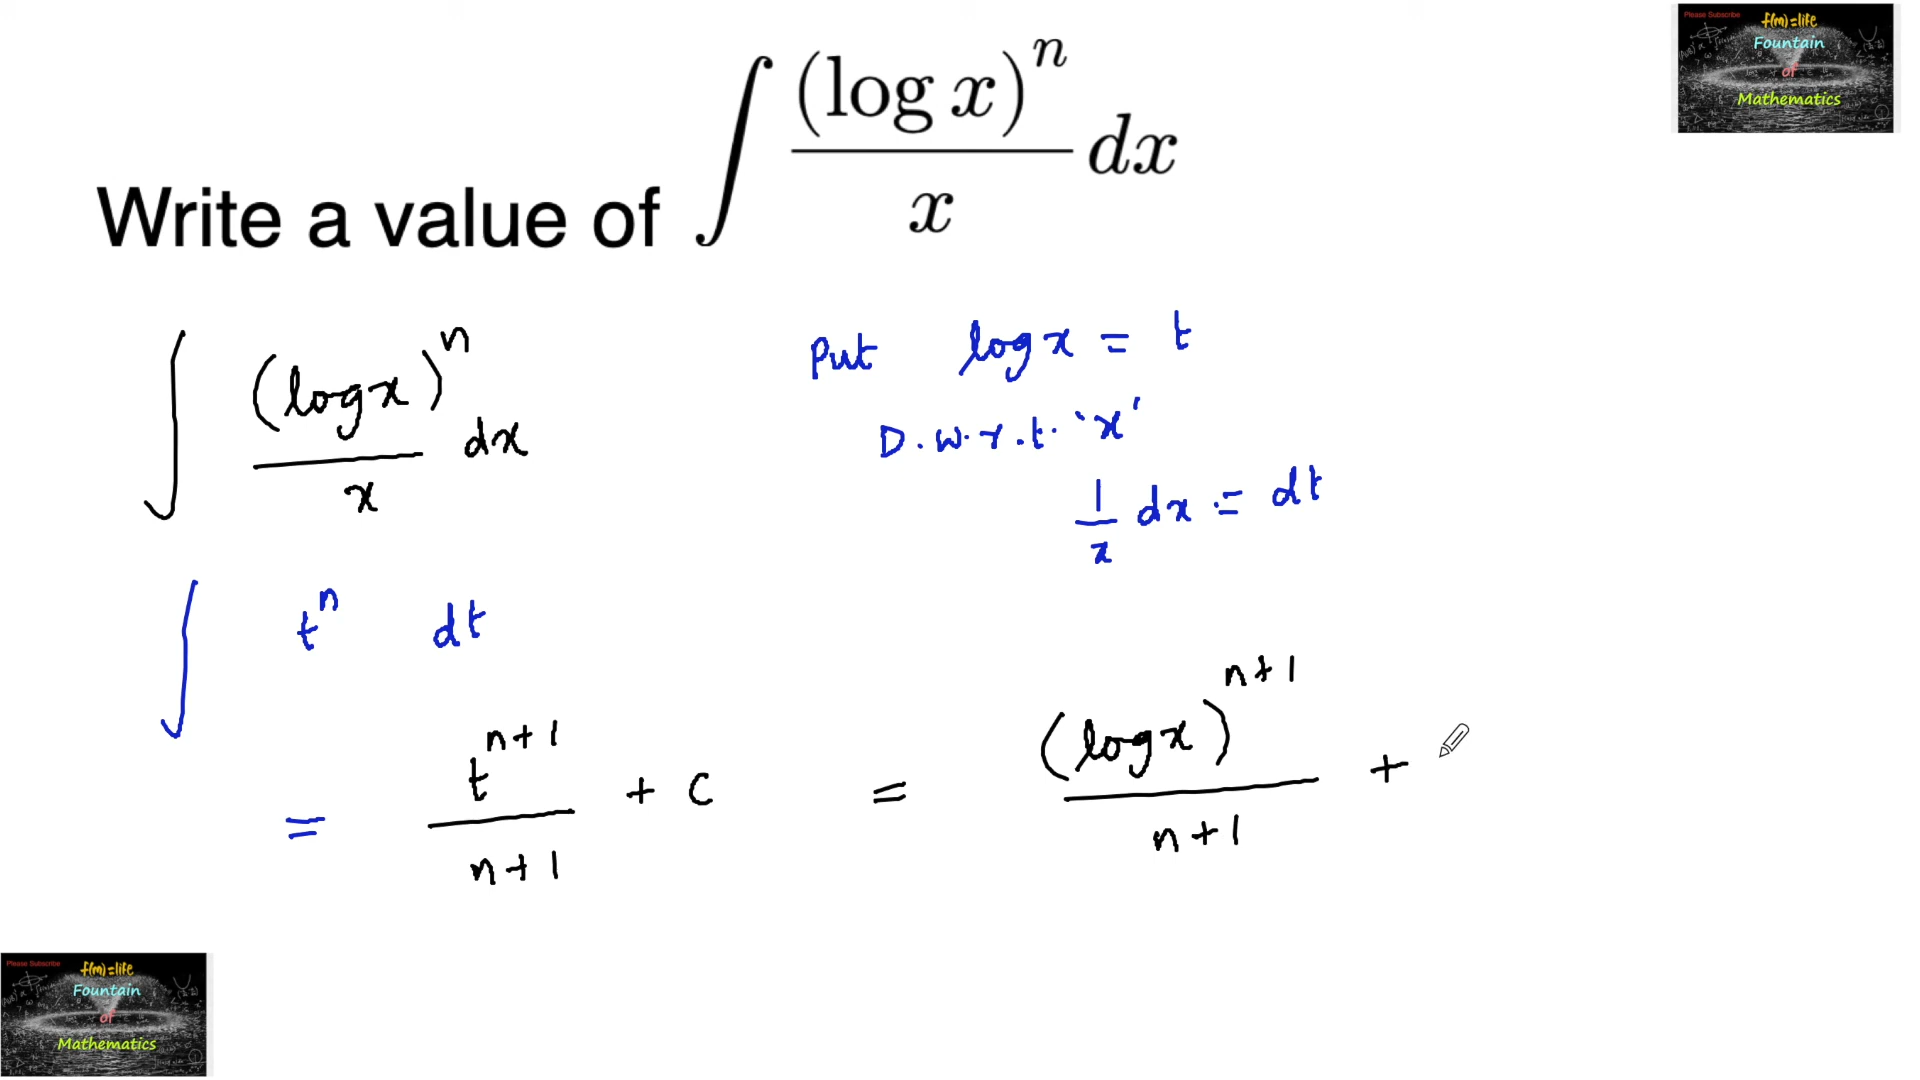 Please Subscribe
f(m)=life
Fountain
of
Mathematics
Write a value of ∫ (log x)^n / x dx
∫ (log x)^n / x dx
Put log x = t
D.w.r.t. 'x'
1/x dx = dt
∫ t^n dt
= t^(n+1) / (n+1) + c = (log x)^(n+1) / (n+1) +
Please Subscribe
f(m)=life
Fountain
of
Mathematics